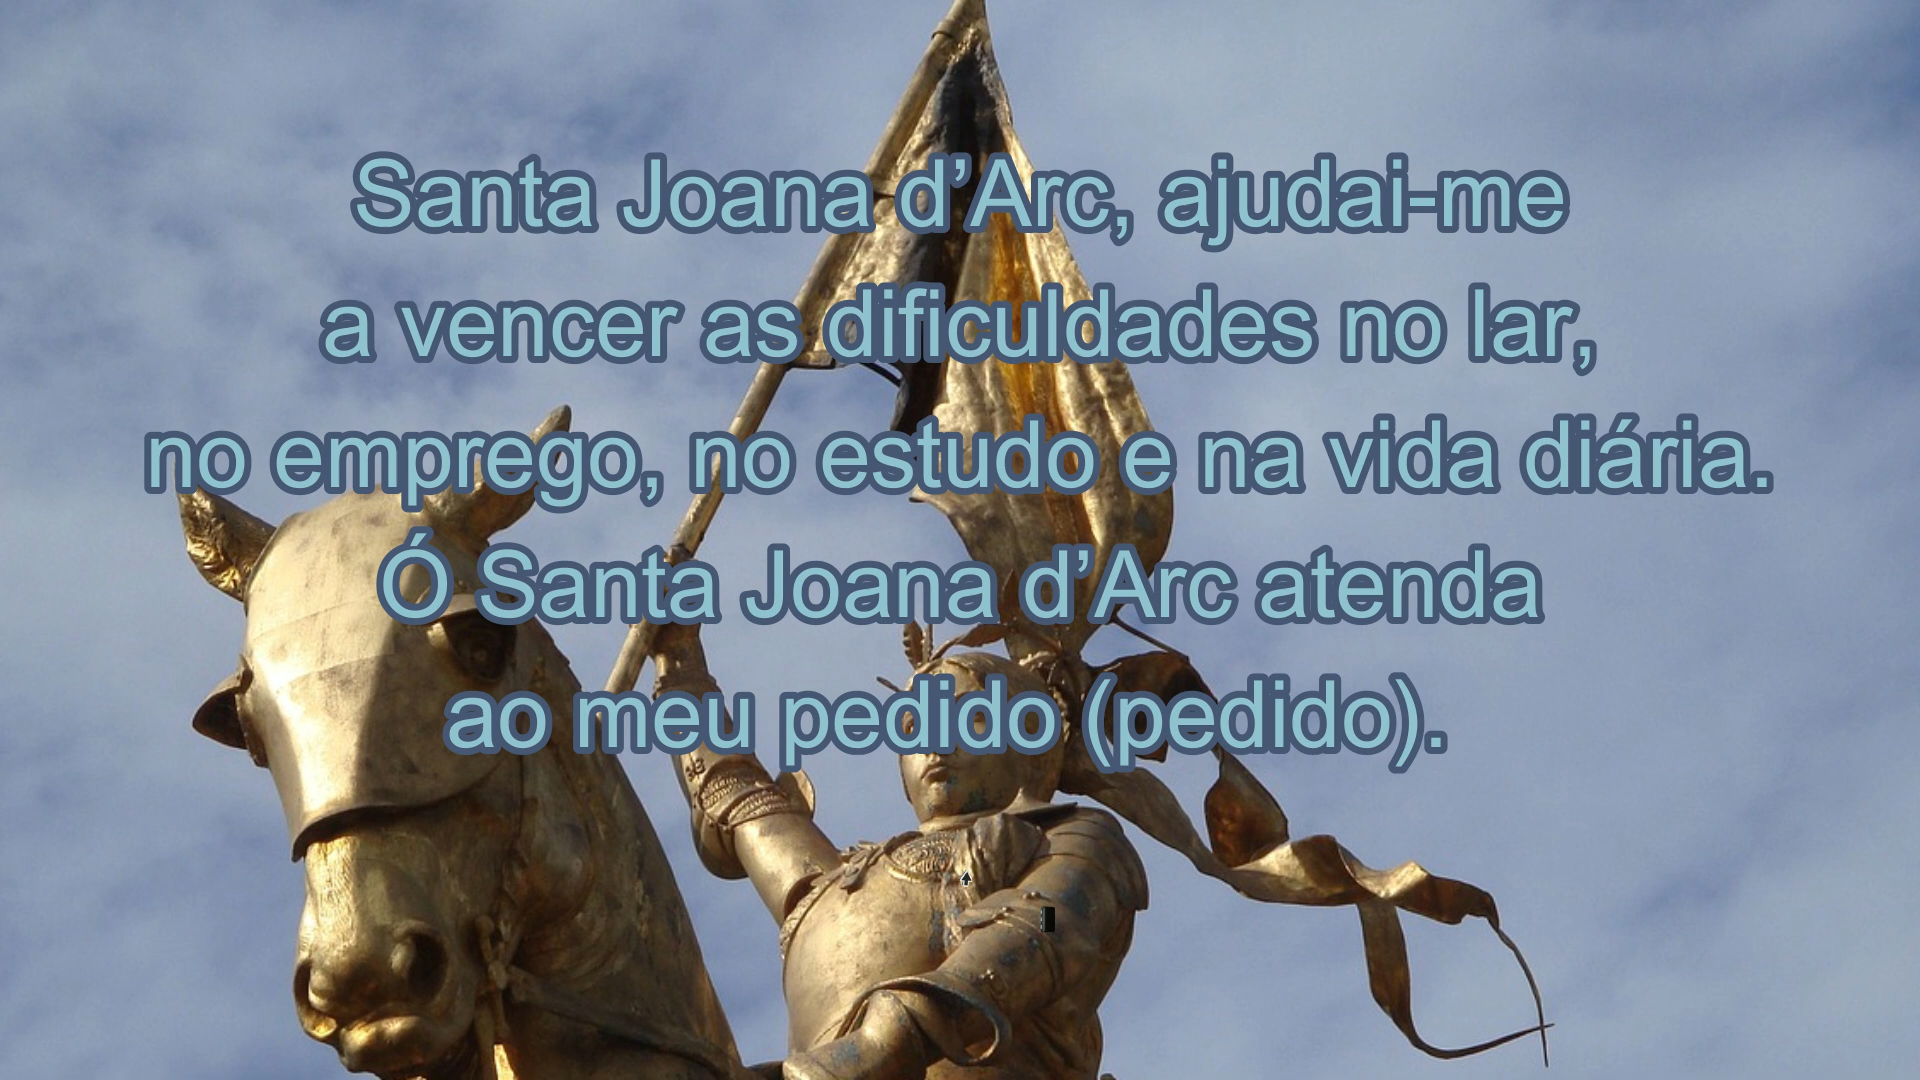 Santa Joana d’Arc, ajudai-me
a vencer as dificuldades no lar,
no emprego, no estudo e na vida diária.
Ó Santa Joana d’Arc atenda
ao meu pedido (pedido).